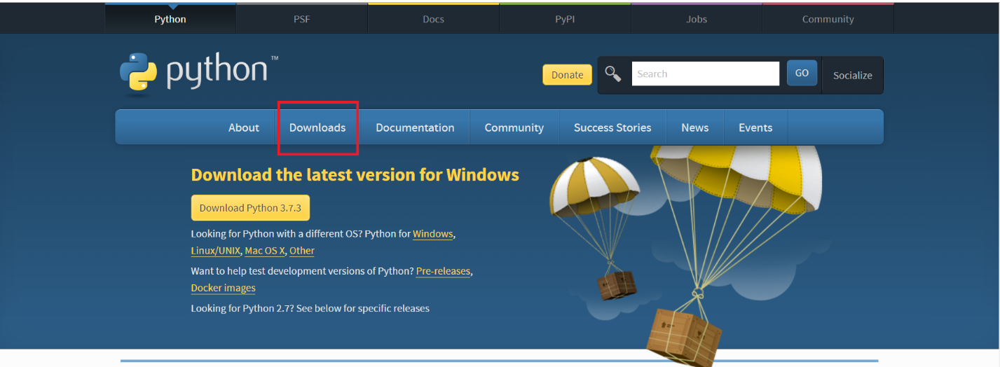 Python PSF Docs PyPI Jobs Community
python™
Donate Search GO Socialize
About Downloads Documentation Community Success Stories News Events
Download the latest version for Windows
Download Python 3.7.3
Looking for Python with a different OS? Python for Windows,
Linux/UNIX, Mac OS X, Other
Want to help test development versions of Python? Pre-releases,
Docker images
Looking for Python 2.7? See below for specific releases